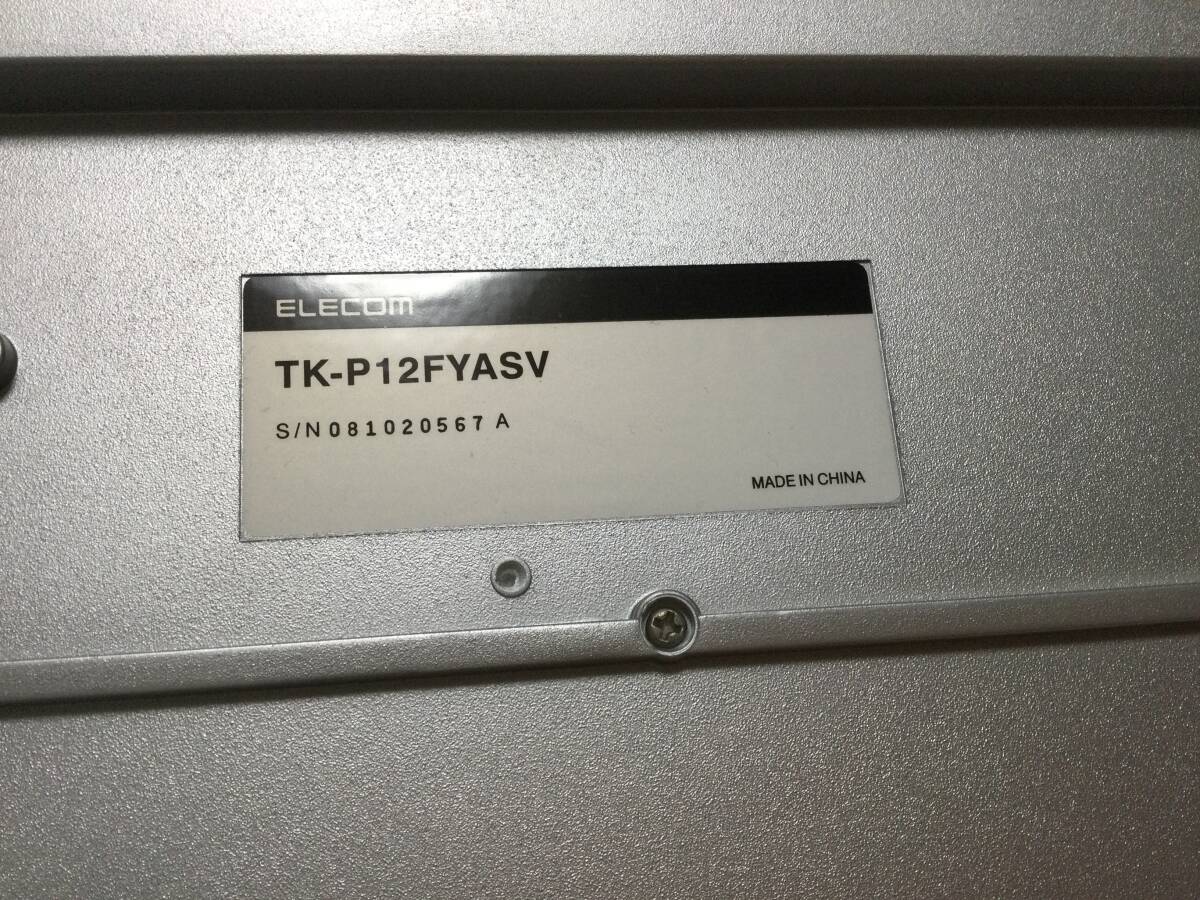 ELECOM
TK-P12FYASV
S/N 081020567 A
MADE IN CHINA